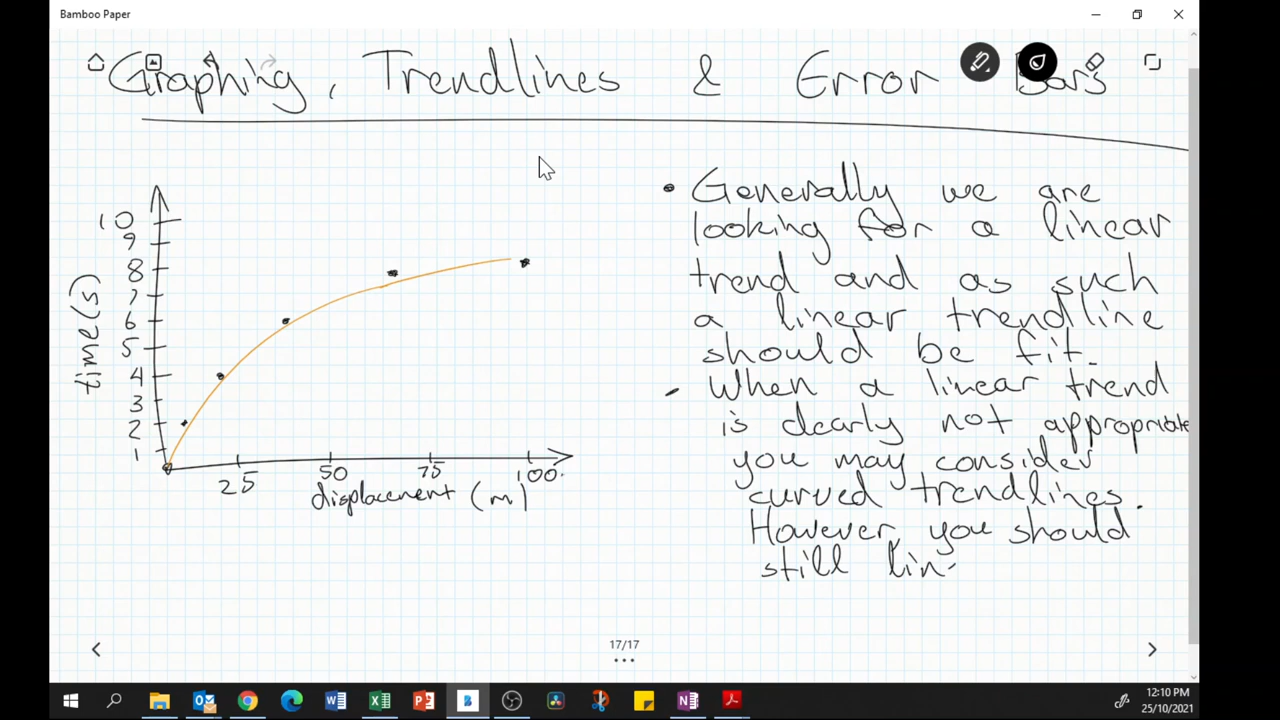 Bamboo Paper
Graphing, Trendlines & Error Bars
10
9
8
7
6
5
4
3
2
1
time(s)
25
50
75
100
displacement (m)
• Generally we are
looking for a linear
trend and as such
a linear trendline
should be fit.
• When a linear trend
is clearly not appropriate
you may consider
curved trendlines.
However, you should
still lin
17/17
12:10 PM
25/10/2021